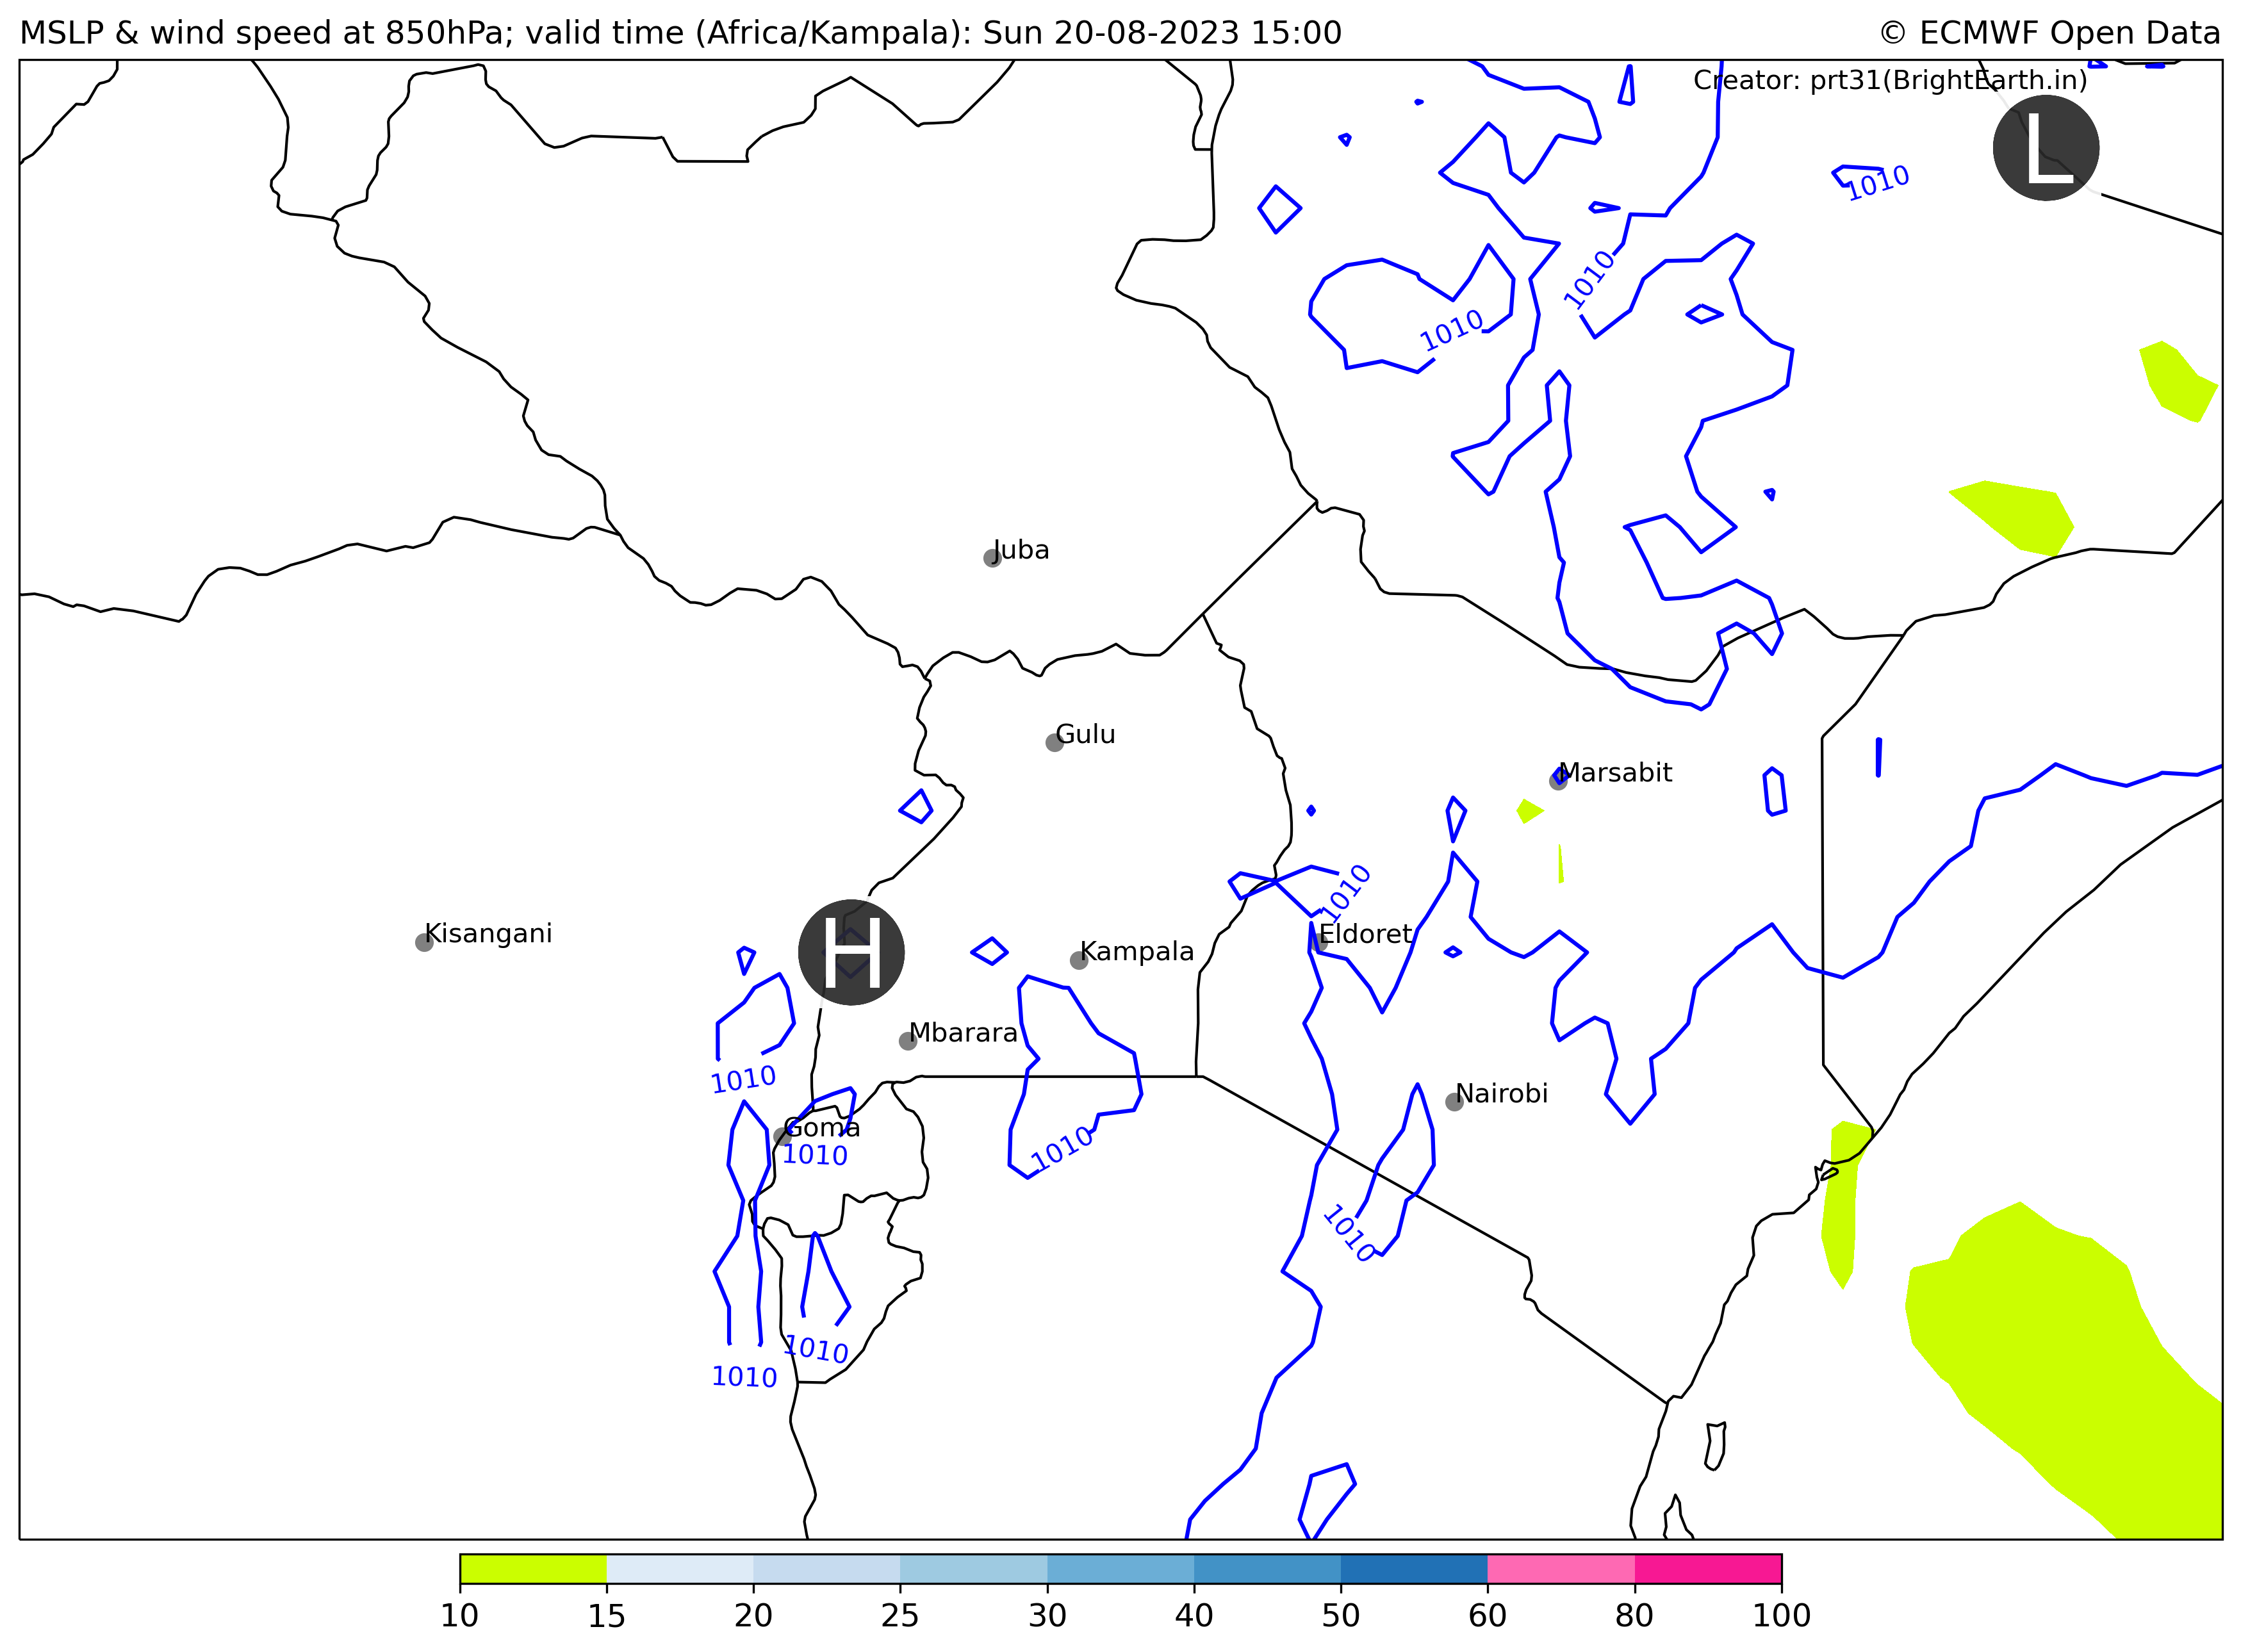 MSLP & wind speed at 850hPa; valid time (Africa/Kampala): Sun 20-08-2023 15:00
© ECMWF Open Data
Creator: prt31(BrightEarth.in)
L
1010
1010
1010
Juba
Gulu
Marsabit
1010
Kisangani
H
Kampala
Eldoret
Mbarara
1010
Nairobi
Goma
1010
1010
1010
1010
1010
10 15 20 25 30 40 50 60 80 100